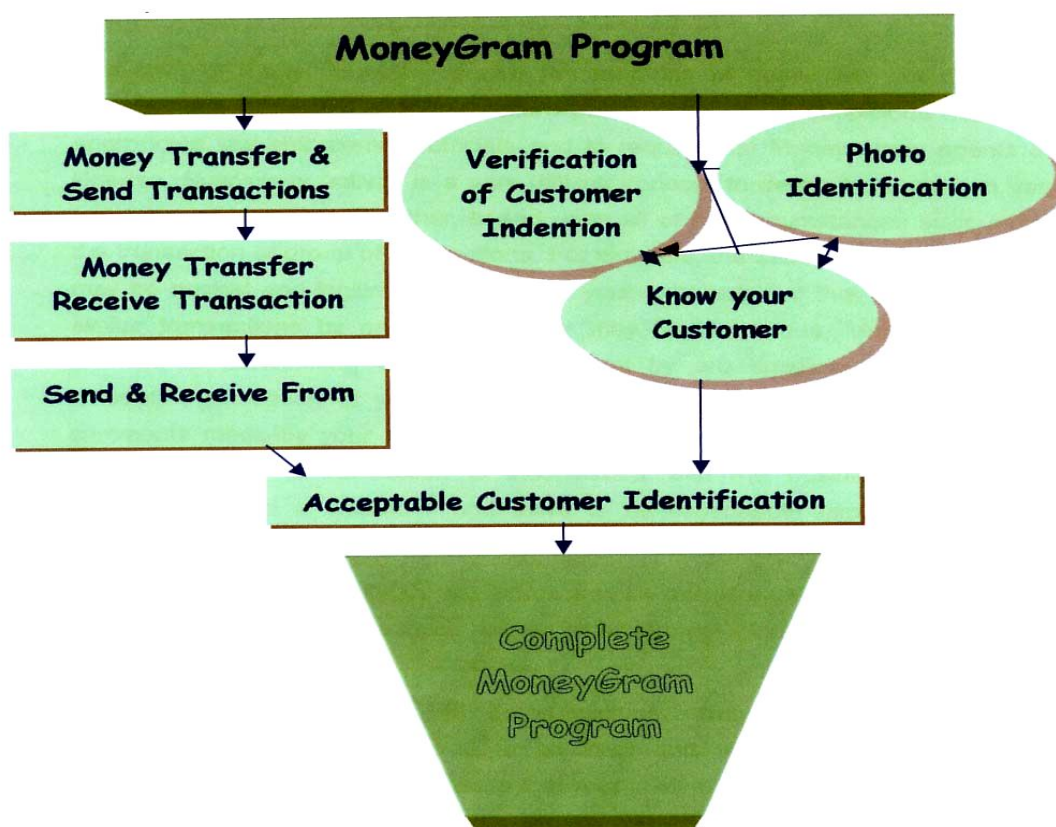 MoneyGram Program
Money Transfer &
Send Transactions
Money Transfer
Receive Transaction
Send & Receive From
Verification
of Customer
Indention
Photo
Identification
Know your
Customer
Acceptable Customer Identification
Complete
MoneyGram
Program